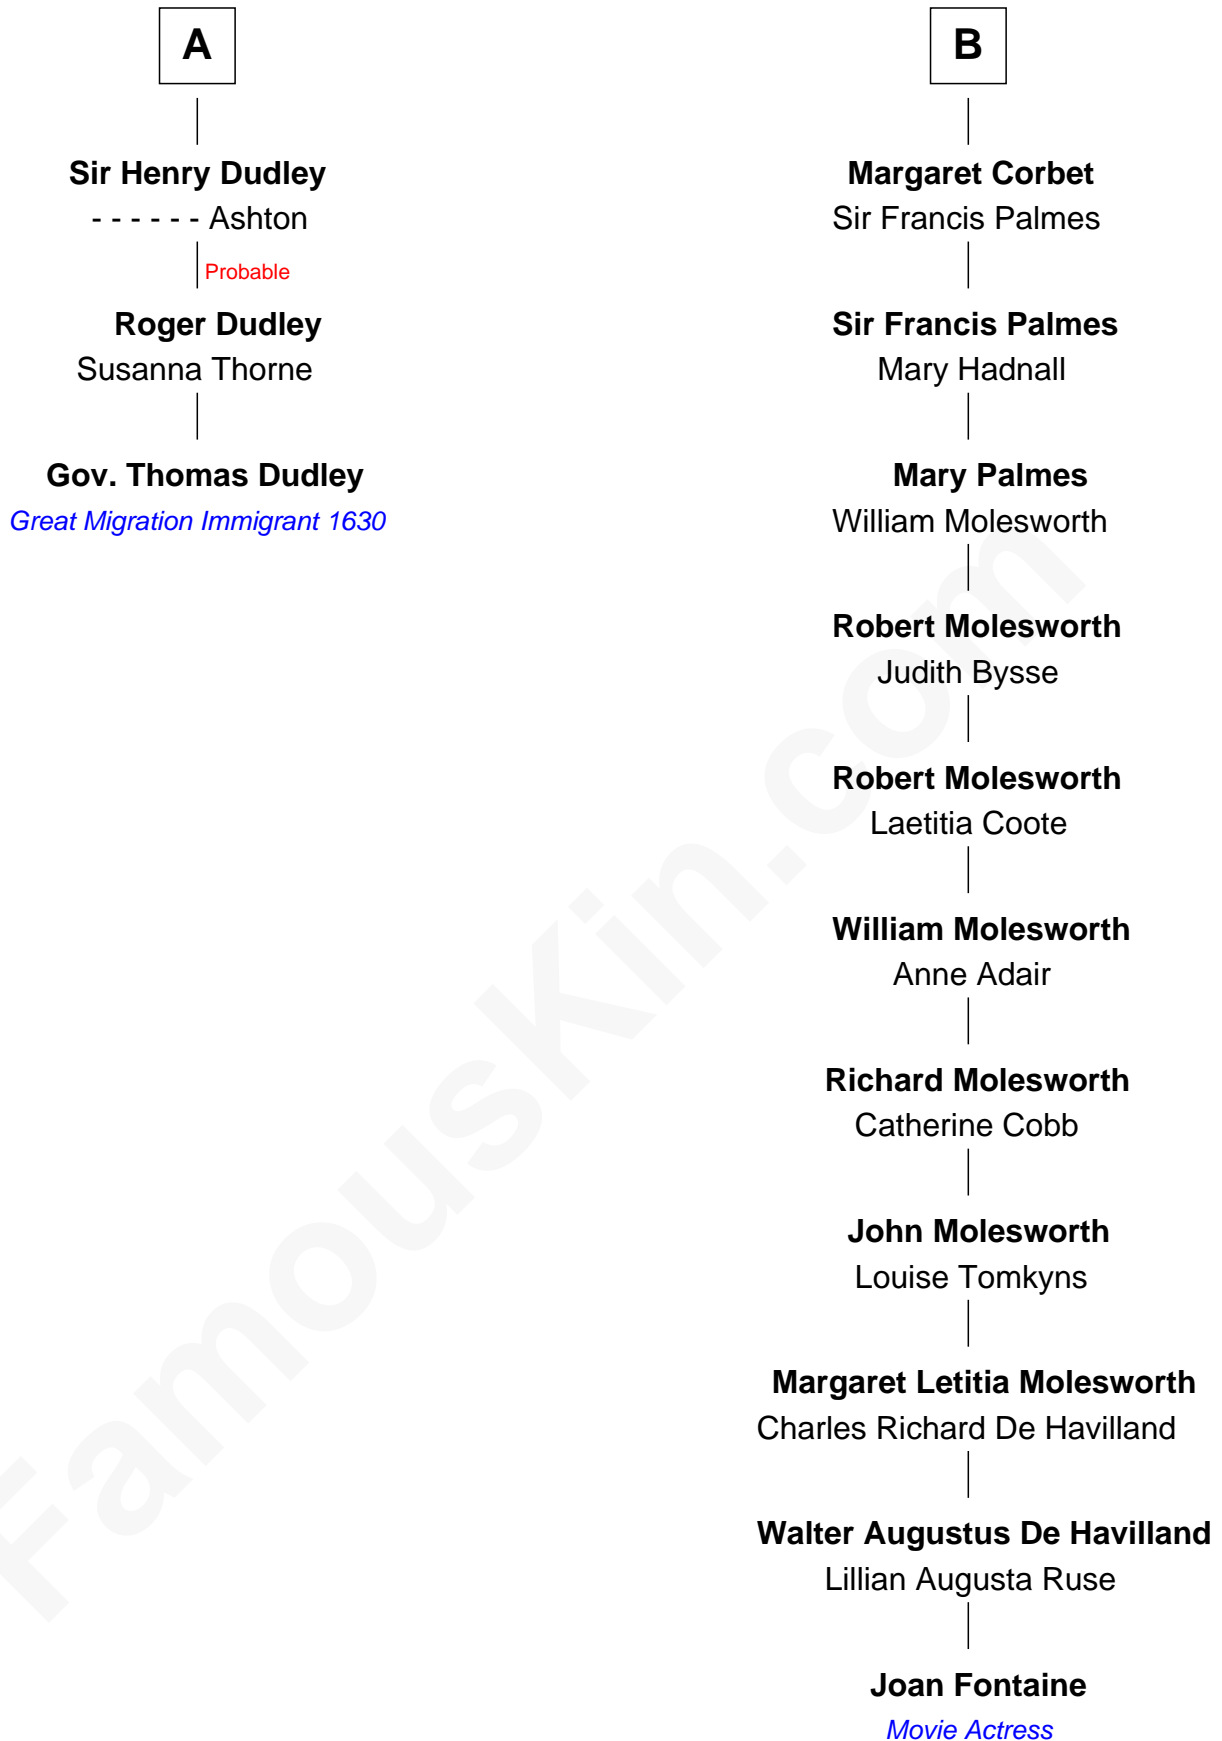 A
Sir Henry Dudley
- - - - - - Ashton
Probable
Roger Dudley
Susanna Thorne
Gov. Thomas Dudley
Great Migration Immigrant 1630
B
Margaret Corbet
Sir Francis Palmes
Sir Francis Palmes
Mary Hadnall
Mary Palmes
William Molesworth
Robert Molesworth
Judith Bysse
Robert Molesworth
Laetitia Coote
William Molesworth
Anne Adair
Richard Molesworth
Catherine Cobb
John Molesworth
Louise Tomkyns
Margaret Letitia Molesworth
Charles Richard De Havilland
Walter Augustus De Havilland
Lillian Augusta Ruse
Joan Fontaine
Movie Actress
FamousKin.com